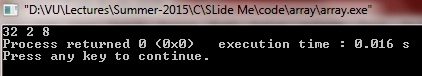 "D:\VU\Lectures\Summer-2015\C\SLide Me\code\array\array.exe"
32 2 8
Process returned 0 (0x0)   execution time : 0.016 s
Press any key to continue.